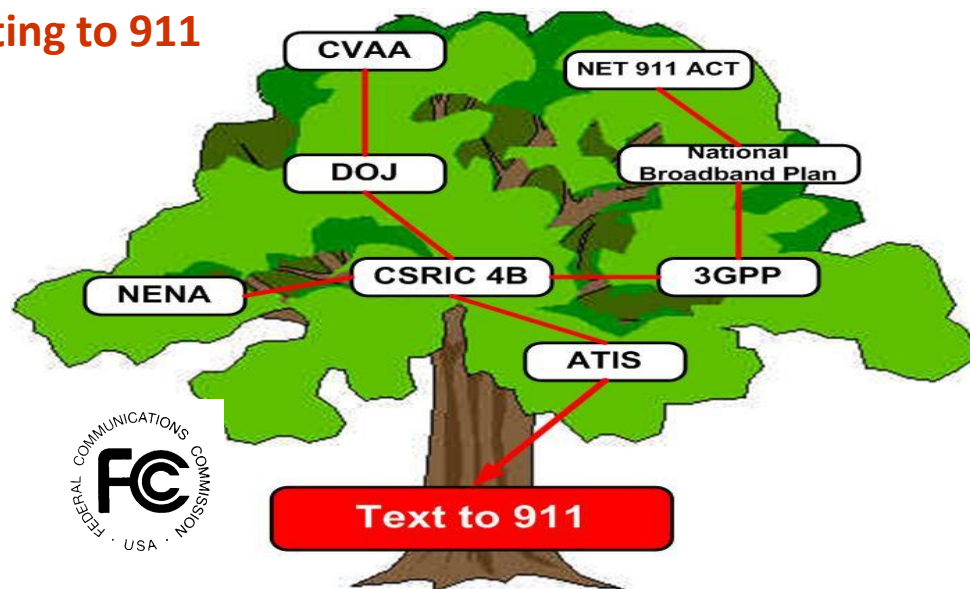 ting to 911
CVAA
NET 911 ACT
DOJ
National
Broadband Plan
NENA
CSRIC 4B
3GPP
ATIS
FEDERAL COMMUNICATIONS COMMISSION
FCC
· USA ·
Text to 911